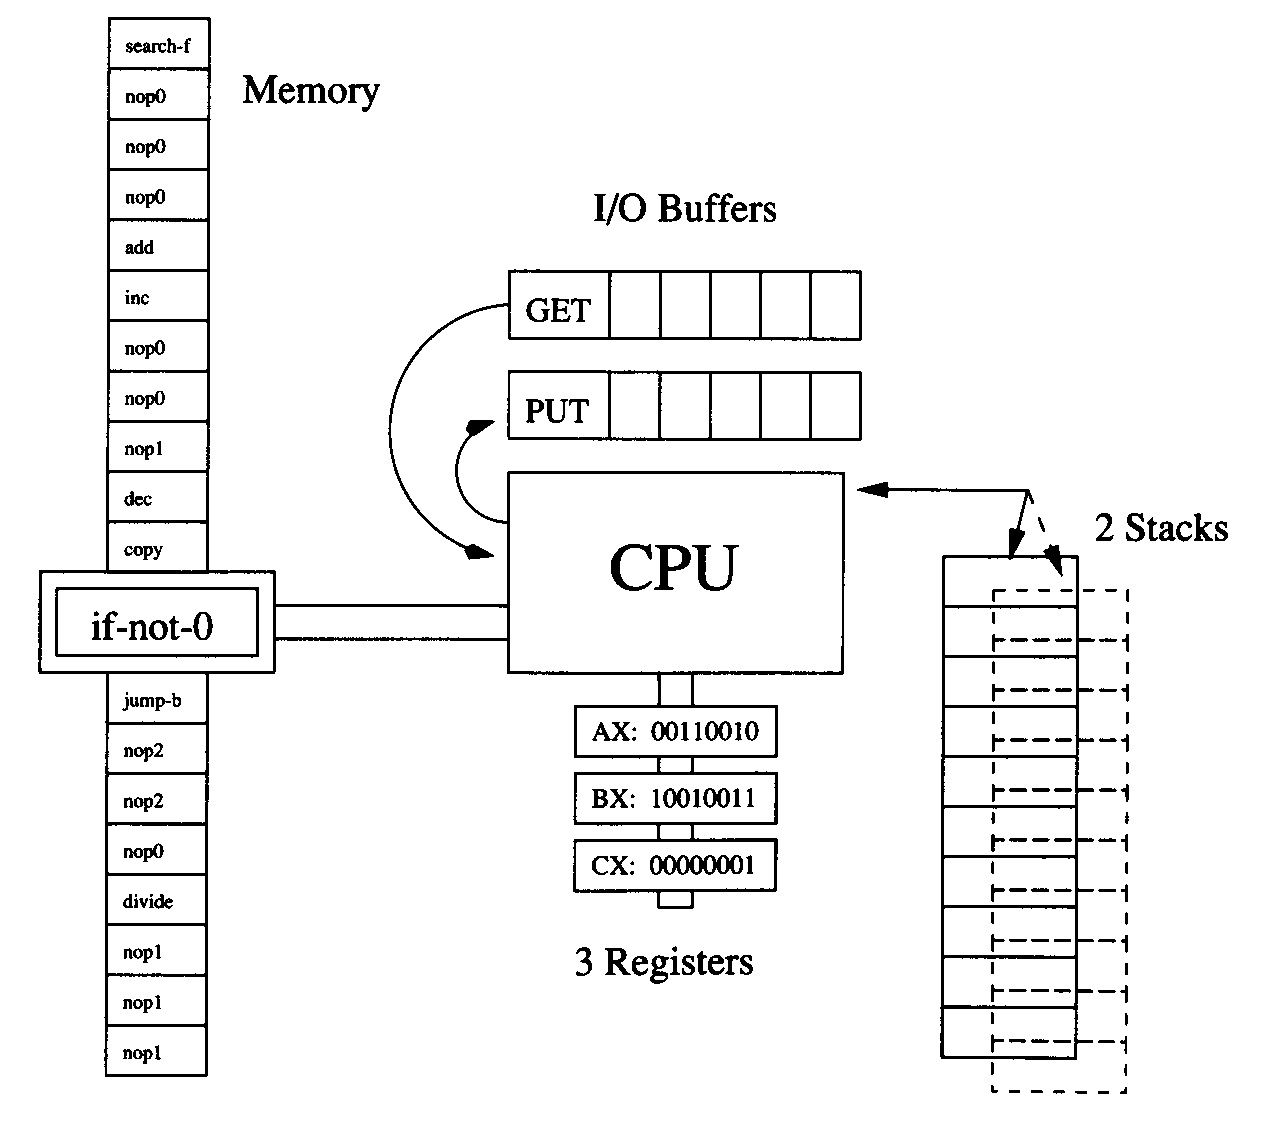 search-f
nop0
nop0
nop0
add
inc
nop0
nop0
nop1
dec
copy
if-not-0
jump-b
nop2
nop2
nop0
divide
nop1
nop1
nop1
Memory
I/O Buffers
GET
PUT
CPU
AX: 00110010
BX: 10010011
CX: 00000001
3 Registers
2 Stacks